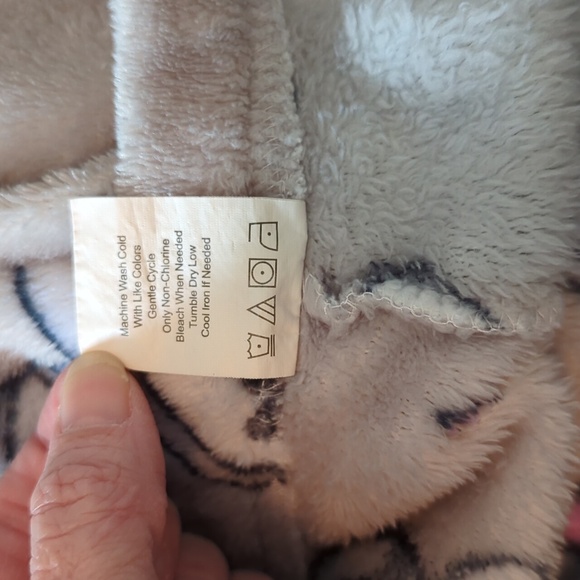 Machine Wash Cold
With Like Colors
Gentle Cycle
Only Non-Chlorine
Bleach When Needed
Tumble Dry Low
Cool Iron If Needed